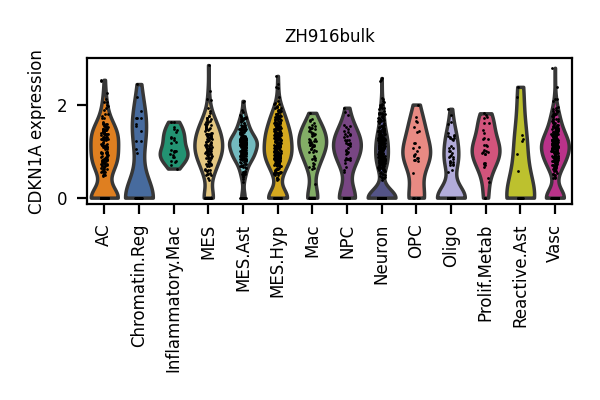 ZH916bulk
CDKN1A expression
2
0
AC
Chromatin.Reg
Inflammatory.Mac
MES
MES.Ast
MES.Hyp
Mac
NPC
Neuron
OPC
Oligo
Prolif.Metab
Reactive.Ast
Vasc